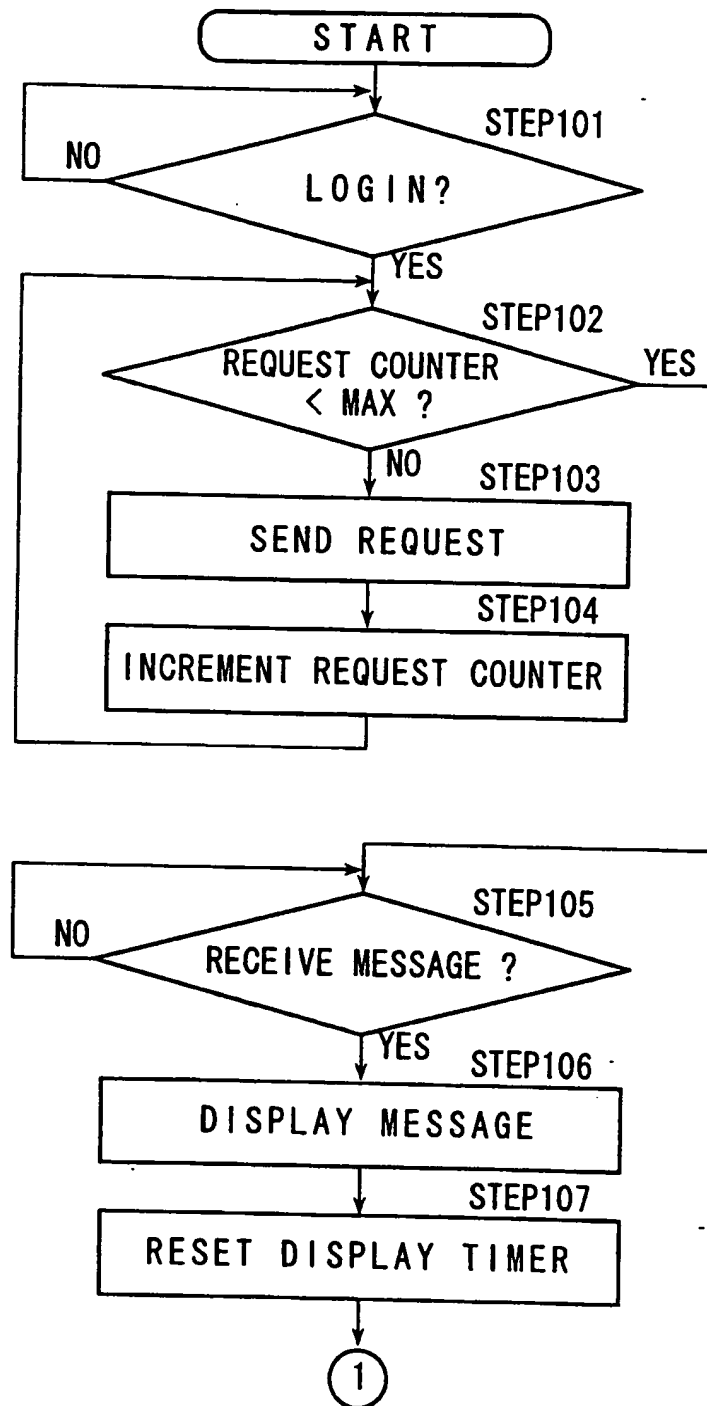 START
STEP101
NO
LOGIN?
YES
STEP102
REQUEST COUNTER
< MAX ?
YES
NO
STEP103
SEND REQUEST
STEP104
INCREMENT REQUEST COUNTER
STEP105
NO
RECEIVE MESSAGE ?
YES
STEP106
DISPLAY MESSAGE
STEP107
RESET DISPLAY TIMER
1